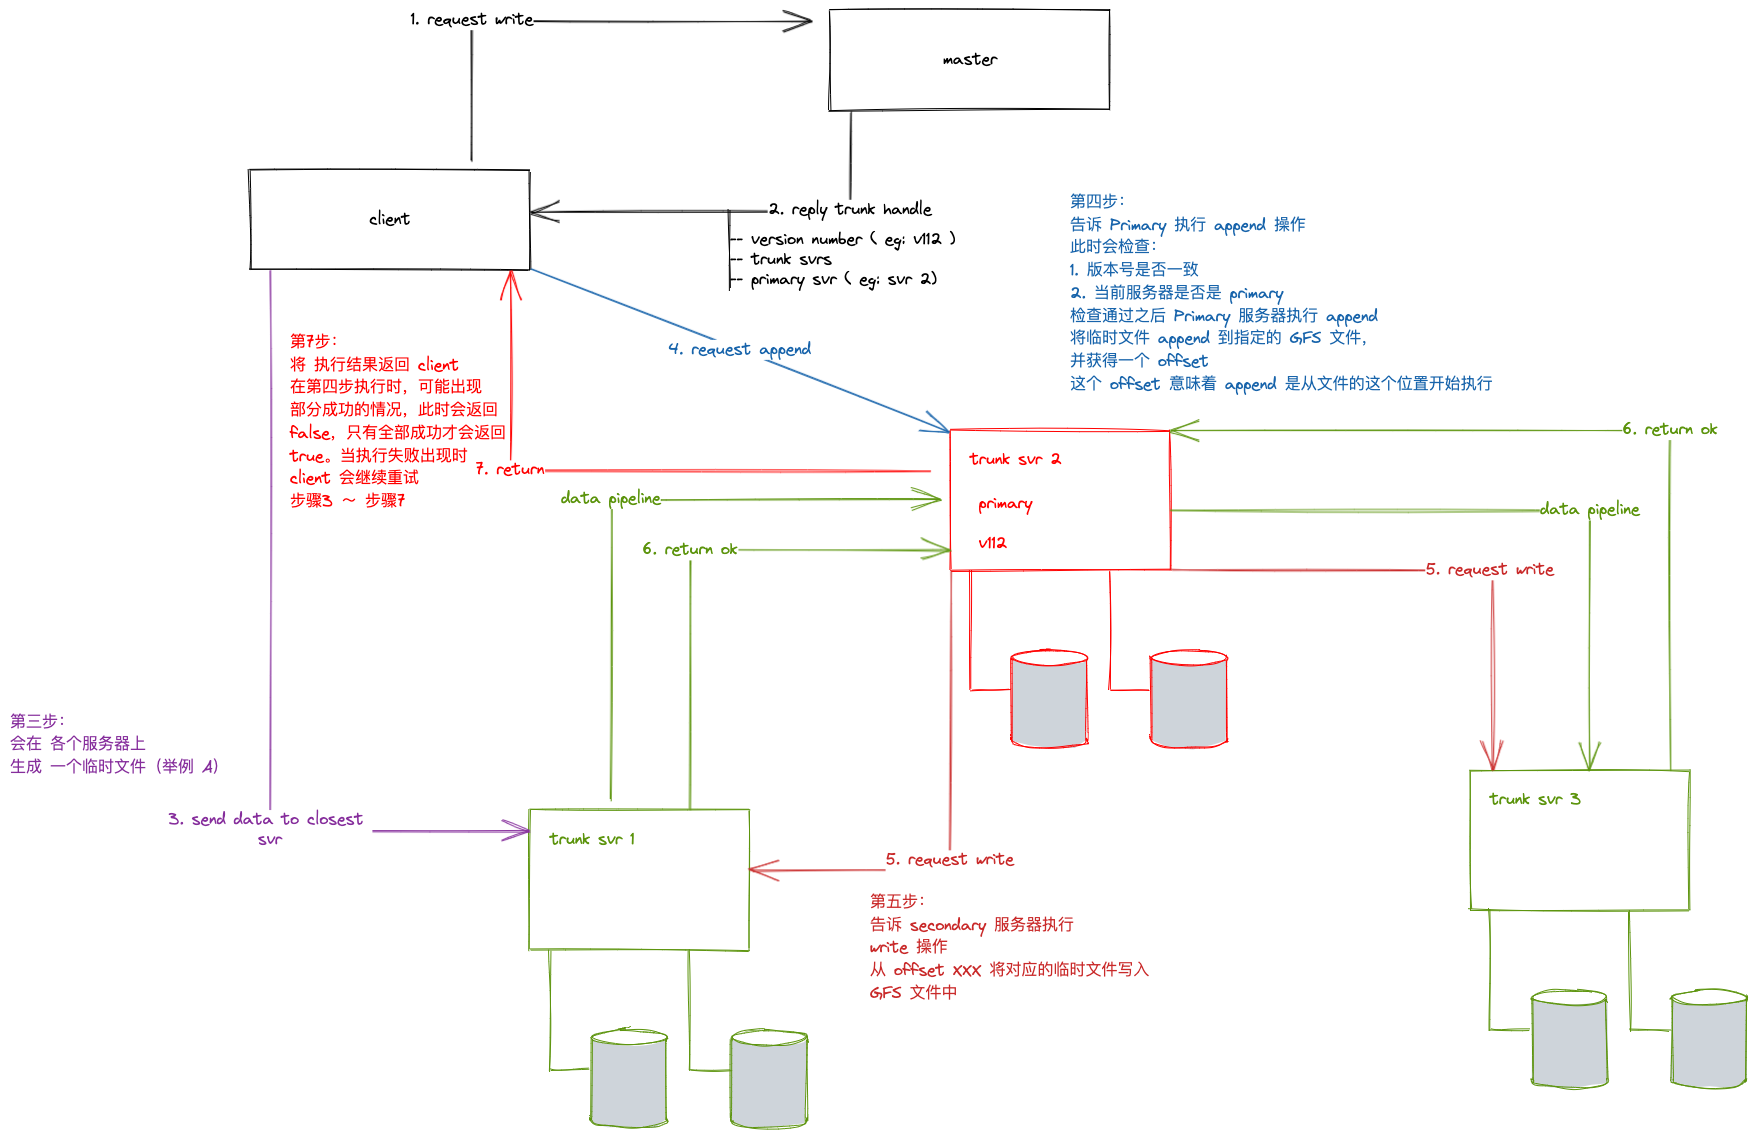 1. request write
master
client
2. reply trunk handle
-- version number ( eg: v112 )
-- trunk svrs
-- primary svr ( eg: svr 2)
第四步：
告诉 Primary 执行 append 操作
此时会检查：
1. 版本号是否一致
2. 当前服务器是否是 primary
检查通过之后 Primary 服务器执行 append
将临时文件 append 到指定的 GFS 文件，
并获得一个 offset
这个 offset 意味着 append 是从文件的这个位置开始执行
4. request append
第7步：
将 执行结果返回 client
在第四步执行时，可能出现
部分成功的情况，此时会返回
false，只有全部成功才会返回
true。当执行失败出现时
client 会继续重试
步骤3 ～ 步骤7
7. return
6. return ok
trunk svr 2
primary
v112
data pipeline
data pipeline
6. return ok
5. request write
第三步：
会在 各个服务器上
生成 一个临时文件（举例 A）
3. send data to closest
svr
trunk svr 1
trunk svr 3
5. request write
第五步：
告诉 secondary 服务器执行
write 操作
从 offset XXX 将对应的临时文件写入
GFS 文件中